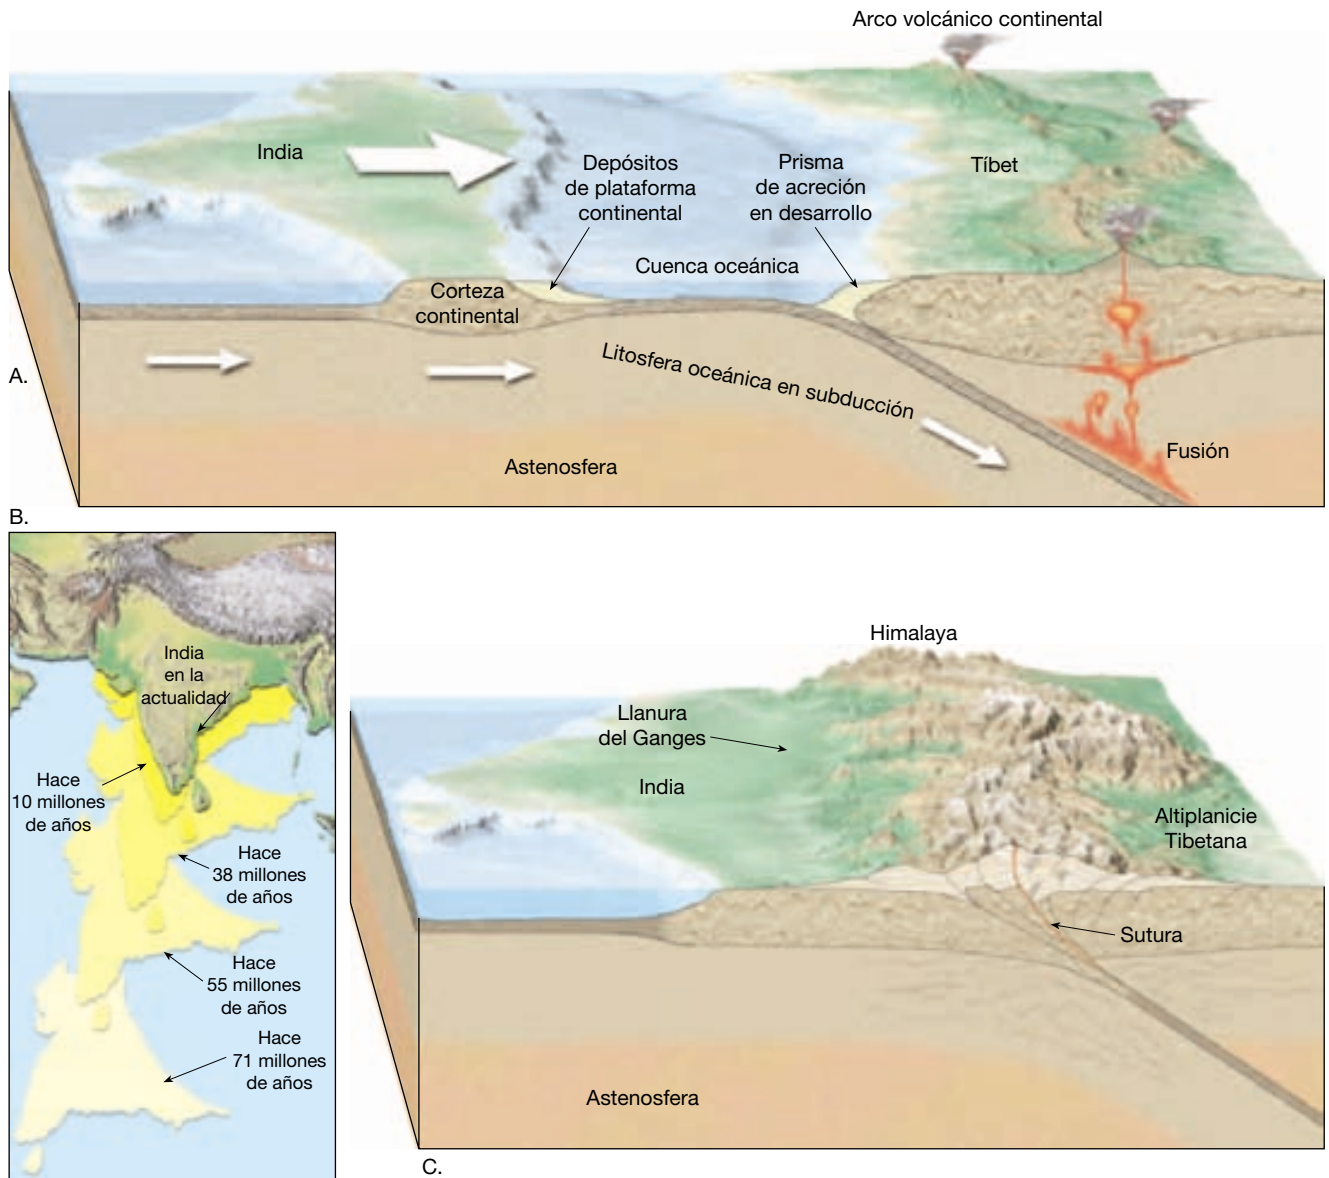 Arco volcánico continental
India
Depósitos
de plataforma
continental
Prisma
de acreción
en desarrollo
Tíbet
Cuenca oceánica
Corteza
continental
Litosfera oceánica en subducción
A.
Astenosfera
Fusión
B.
India
en la
actualidad
Hace
10 millones
de años
Hace
38 millones
de años
Hace
55 millones
de años
Hace
71 millones
de años
Himalaya
Llanura
del Ganges
India
Altiplanicie
Tibetana
Sutura
Astenosfera
C.